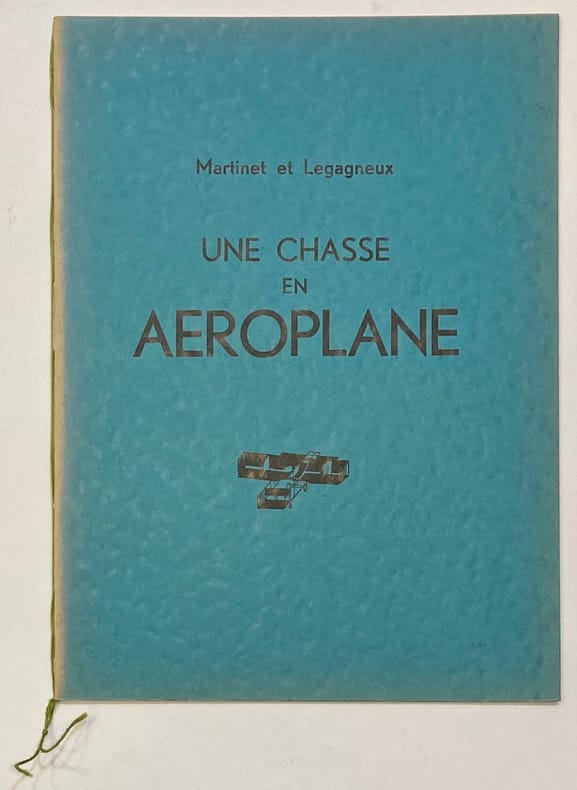 Martinet et Legagneux
UNE CHASSE
EN
AEROPLANE